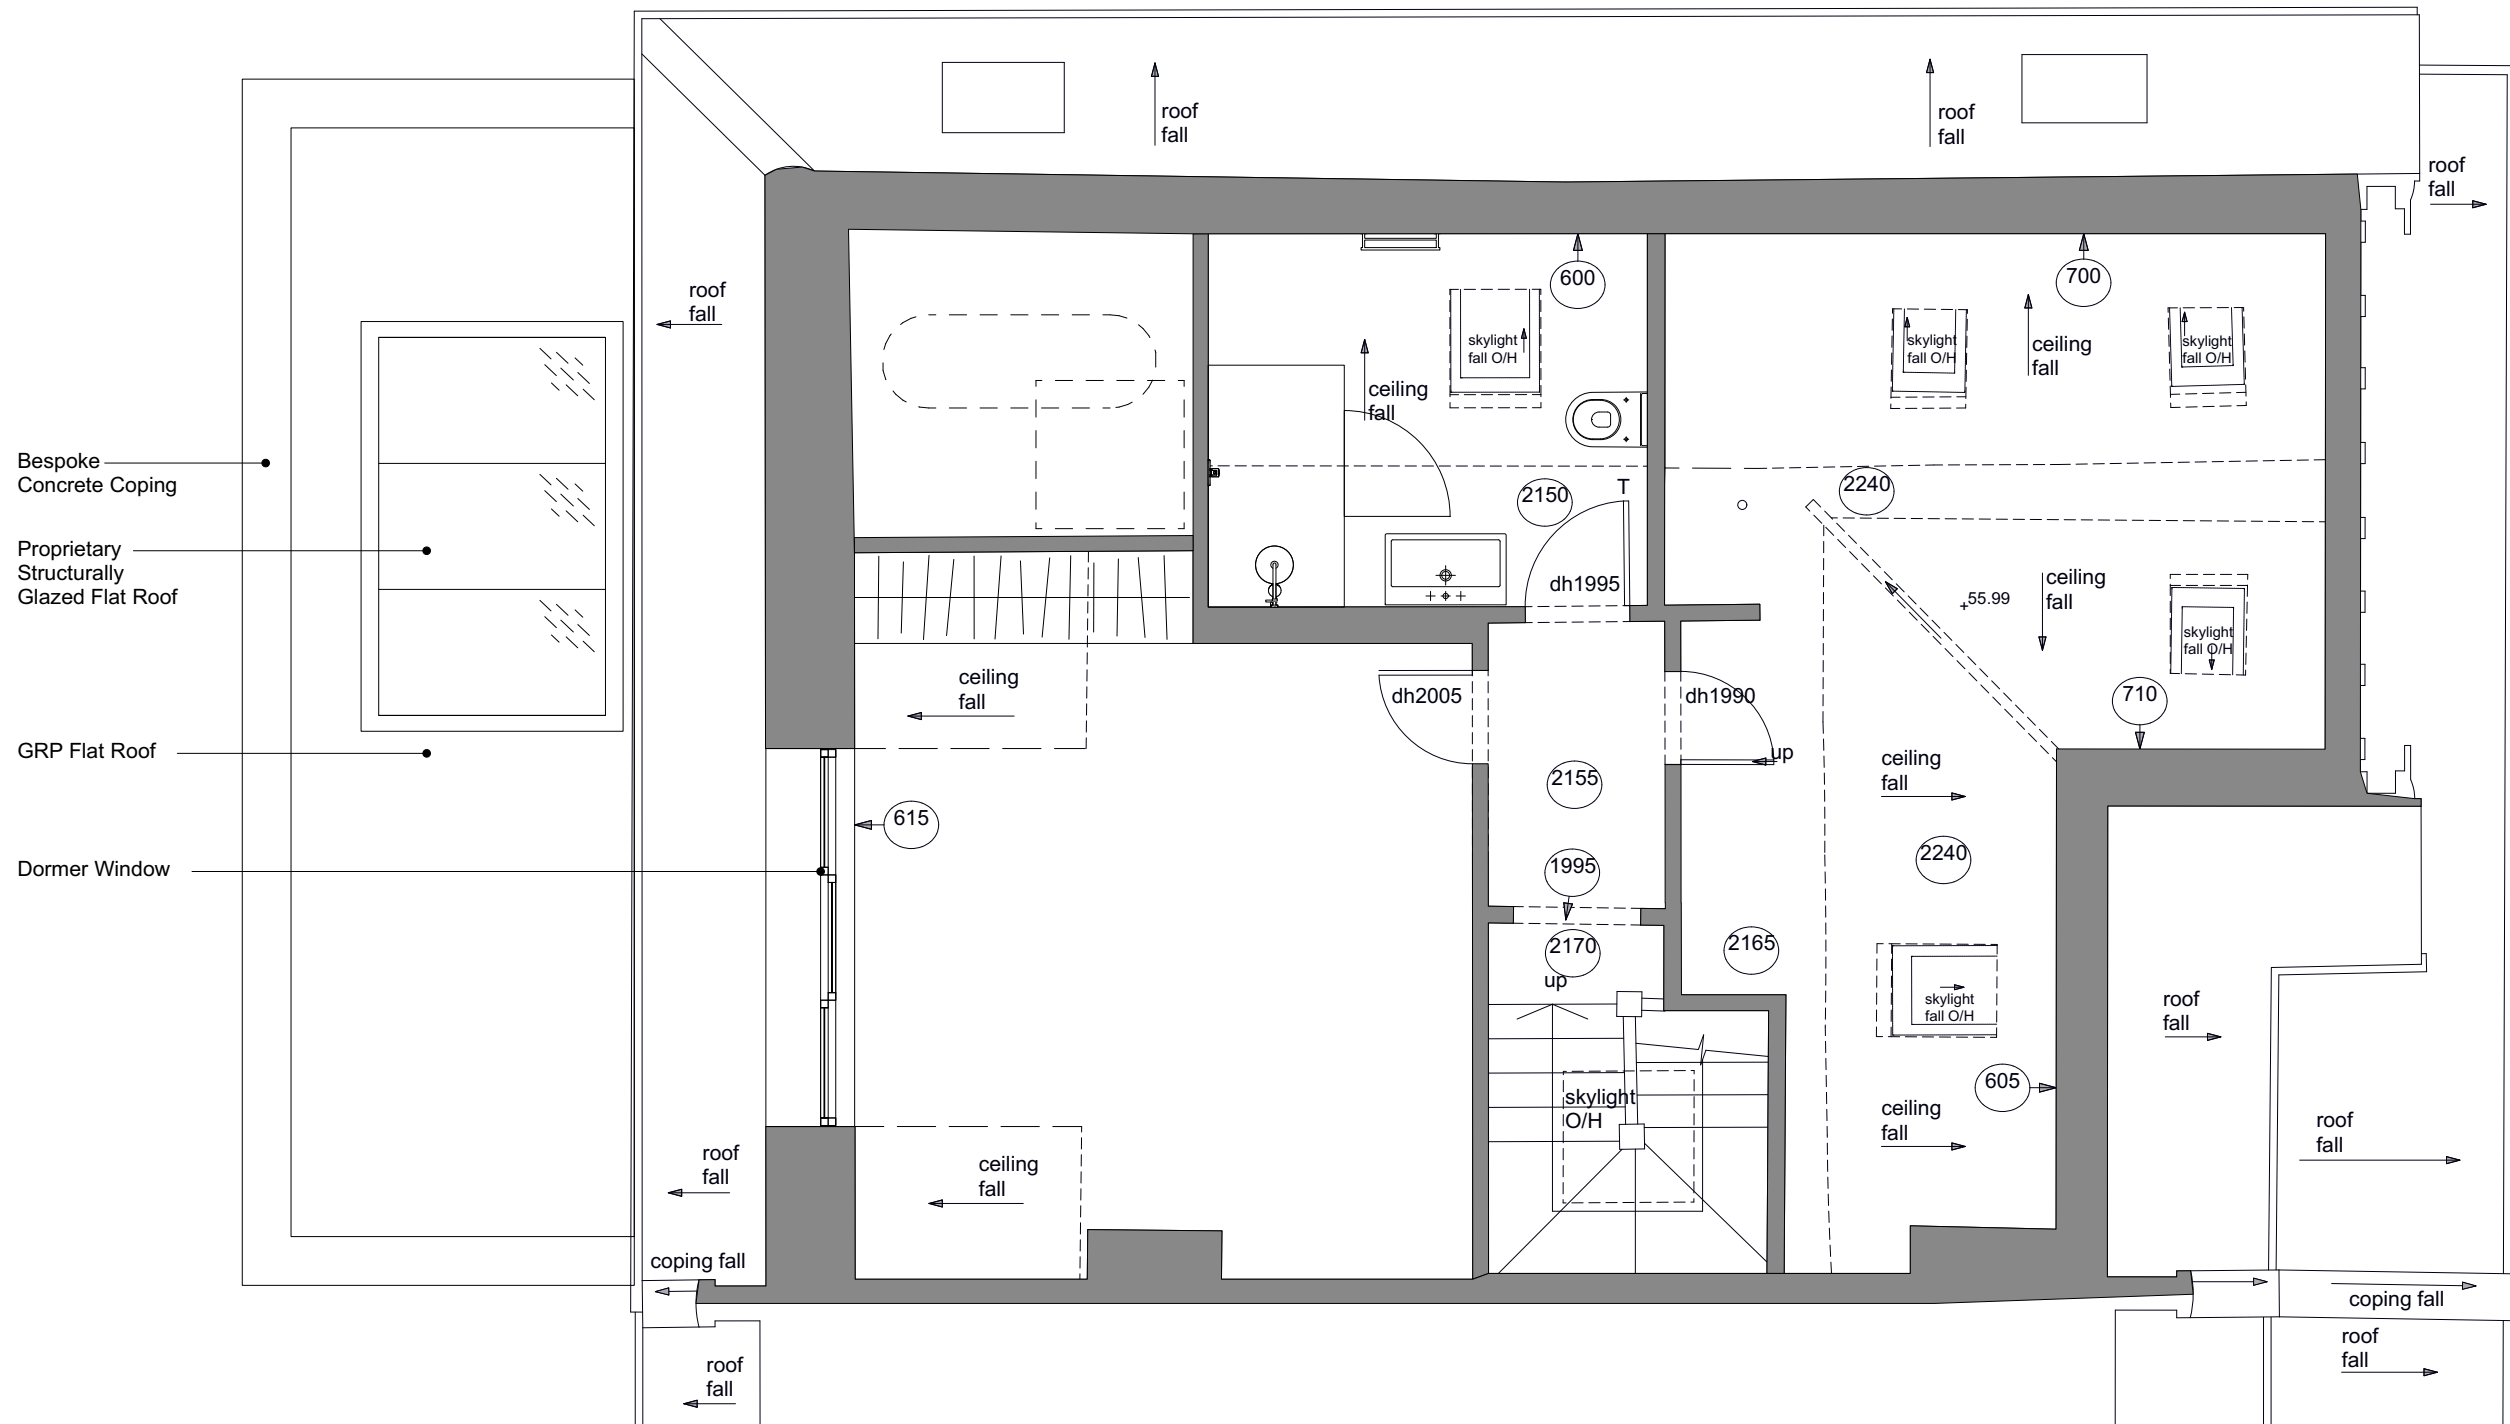 roof
fall
roof
fall
roof
fall
roof
fall
600
700
skylight
fall O/H
skylight
fall O/H
skylight
fall O/H
ceiling
fall
ceiling
fall
Bespoke
Concrete Coping
2150
T
2240
Proprietary
Structurally
Glazed Flat Roof
dh1995
55.99
ceiling
fall
skylight
fall O/H
ceiling
fall
dh2005
dh1990
710
GRP Flat Roof
up
ceiling
fall
2155
615
Dormer Window
1995
2240
2170
2165
up
skylight
fall O/H
roof
fall
605
skylight
O/H
ceiling
fall
roof
fall
roof
fall
ceiling
fall
coping fall
coping fall
roof
fall
roof
fall